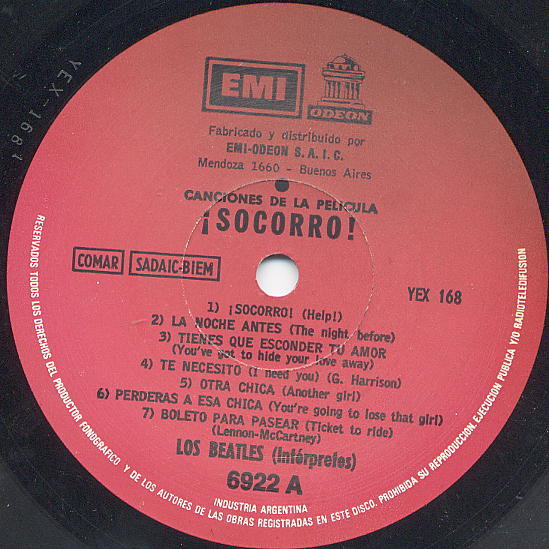 YEX-168
EMI
ODEON
Fabricado y distribuído por
EMI-ODEON S.A.I.C.
Mendoza 1660 - Buenos Aires
CANCIONES DE LA PELICULA
¡SOCORRO!
COMAR SADAIC-BIEM
YEX 168
1) ¡SOCORRO! (Help!)
2) LA NOCHE ANTES (The night before)
3) TIENES QUE ESCONDER TU AMOR
(You've got to hide your love away)
4) TE NECESITO (I need you) (G. Harrison)
5) OTRA CHICA (Another girl)
6) PERDERAS A ESA CHICA (You're going to lose that girl)
7) BOLETO PARA PASEAR (Ticket to ride)
(Lennon-McCartney)
LOS BEATLES (Intérpretes)
6922 A
INDUSTRIA ARGENTINA
RESERVADOS TODOS LOS DERECHOS DEL PRODUCTOR FONOGRAFICO Y DE LOS AUTORES DE LAS OBRAS REGISTRADAS EN ESTE DISCO. PROHIBIDA SU REPRODUCCION, EJECUCION PUBLICA Y/O RADIOTELEDIFUSION